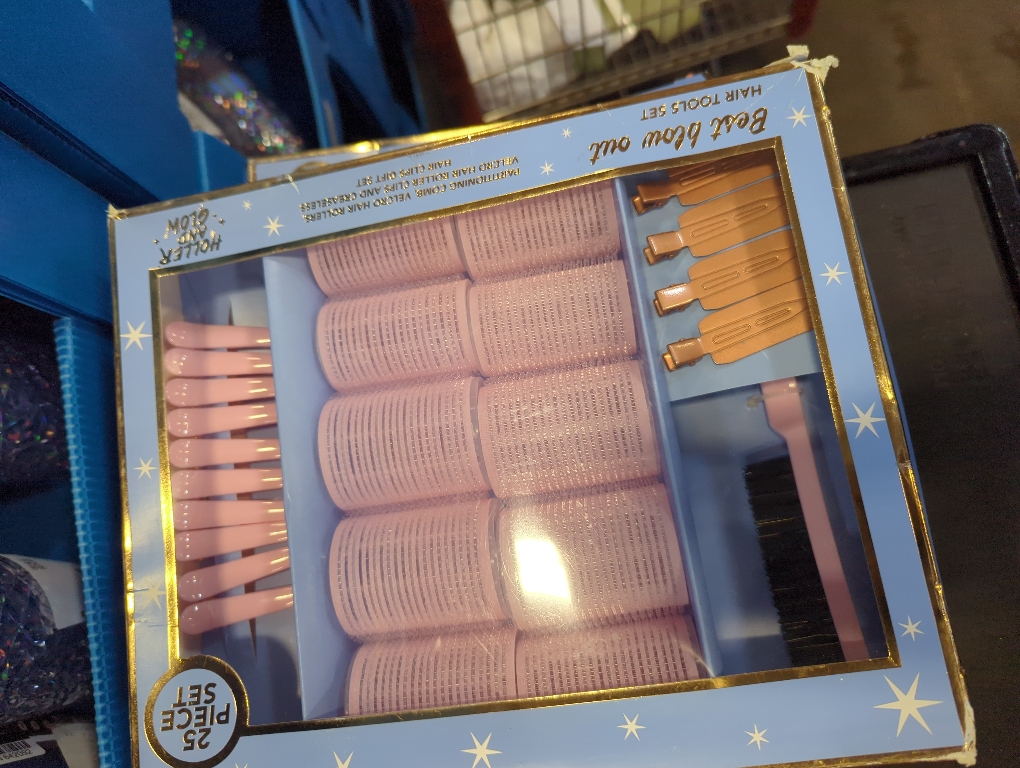 Best blow out
HAIR TOOLS SET
PARTITIONING COMB, VELCRO HAIR ROLLERS,
VELCRO HAIR ROLLER CLIPS AND CREASELESS
HAIR CLIPS GIFT SET
HOLLER
AND
GLOW
25
PIECE
SET